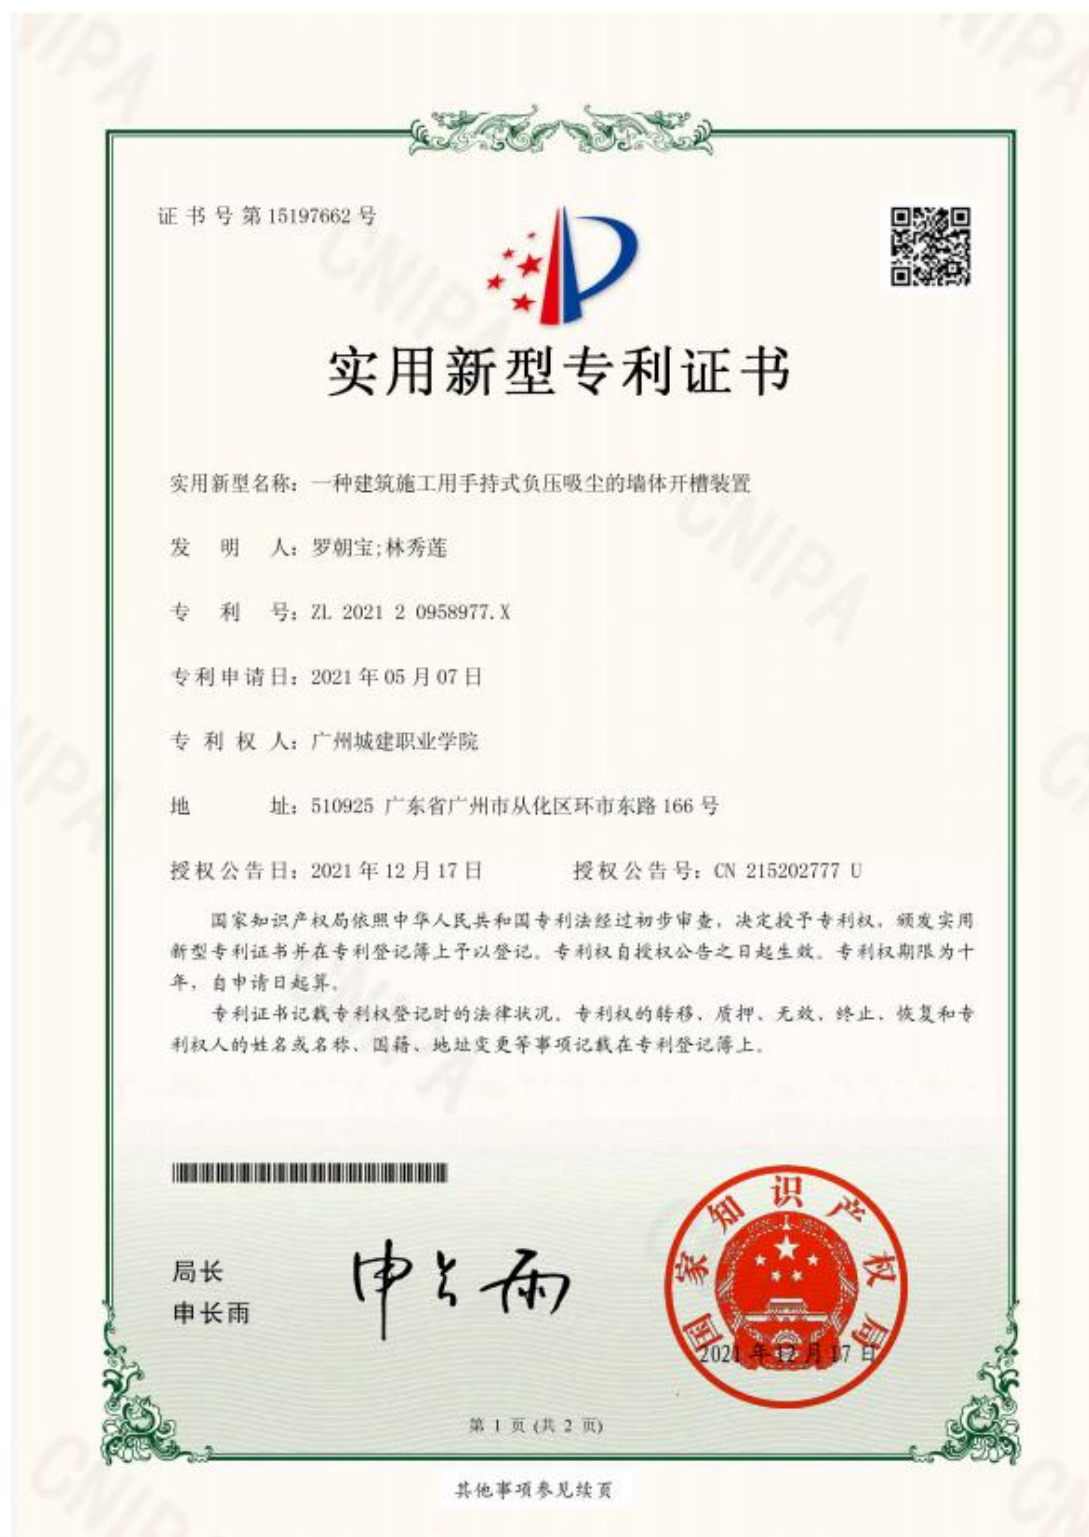 证书号第15197662号
实用新型专利证书
实用新型名称：一种建筑施工用手持式负压吸尘的墙体开槽装置
发明人：罗朝宝;林秀莲
专利号：ZL 2021 2 0958977.X
专利申请日：2021年05月07日
专利权人：广州城建职业学院
地址：510925 广东省广州市从化区环市东路166号
授权公告日：2021年12月17日 授权公告号：CN 215202777 U
国家知识产权局依照中华人民共和国专利法经过初步审查，决定授予专利权，颁发实用
新型专利证书并在专利登记簿上予以登记。专利权自授权公告之日起生效。专利权期限为十
年，自申请日起算。
专利证书记载专利权登记时的法律状况。专利权的转移、质押、无效、终止、恢复和专
利权人的姓名或名称、国籍、地址变更等事项记载在专利登记簿上。
局长
申长雨
申长雨
国家知识产权局
2021年12月17日
第 1 页 (共 2 页)
其他事项参见续页
CNIPA
CNIPA
CNIPA
CNIPA
CNIPA
CNIPA
CNIPA